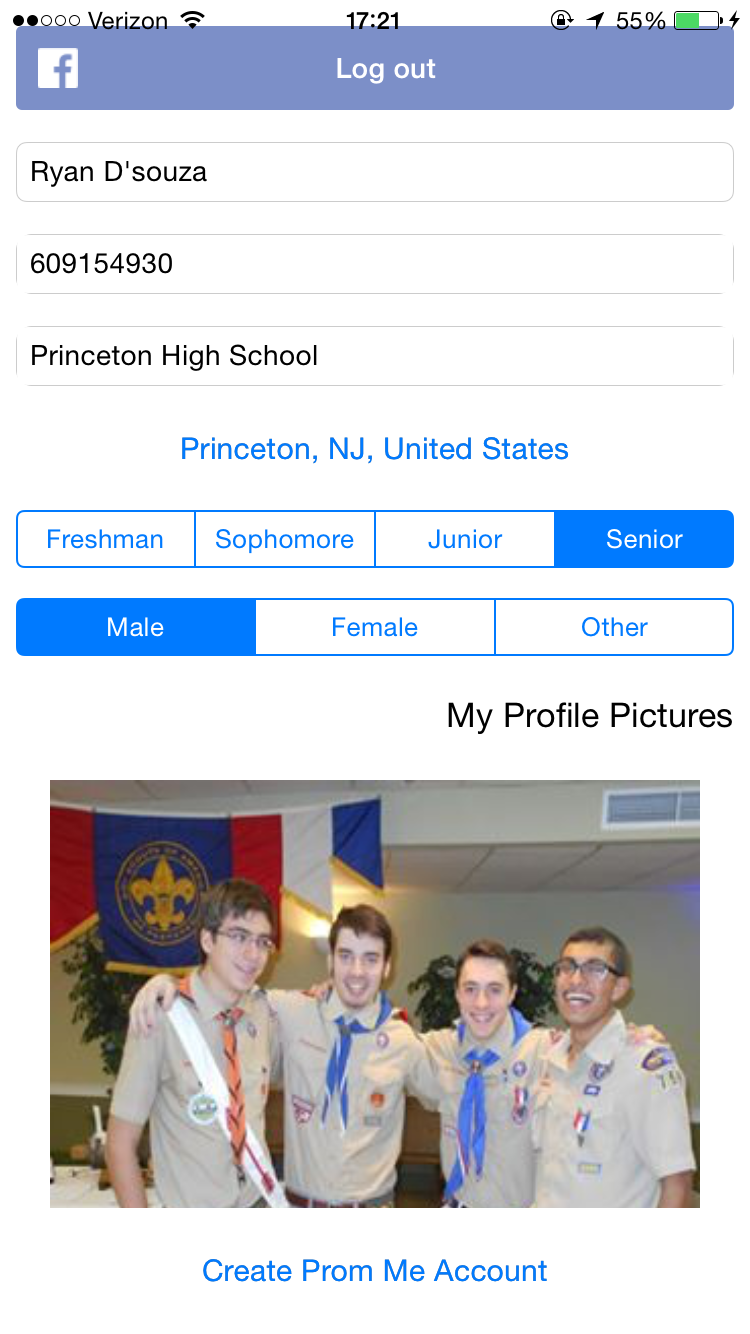 Verizon 17:21 55%
f Log out
Ryan D'souza
609154930
Princeton High School
Princeton, NJ, United States
Freshman Sophomore Junior Senior
Male Female Other
My Profile Pictures
Create Prom Me Account